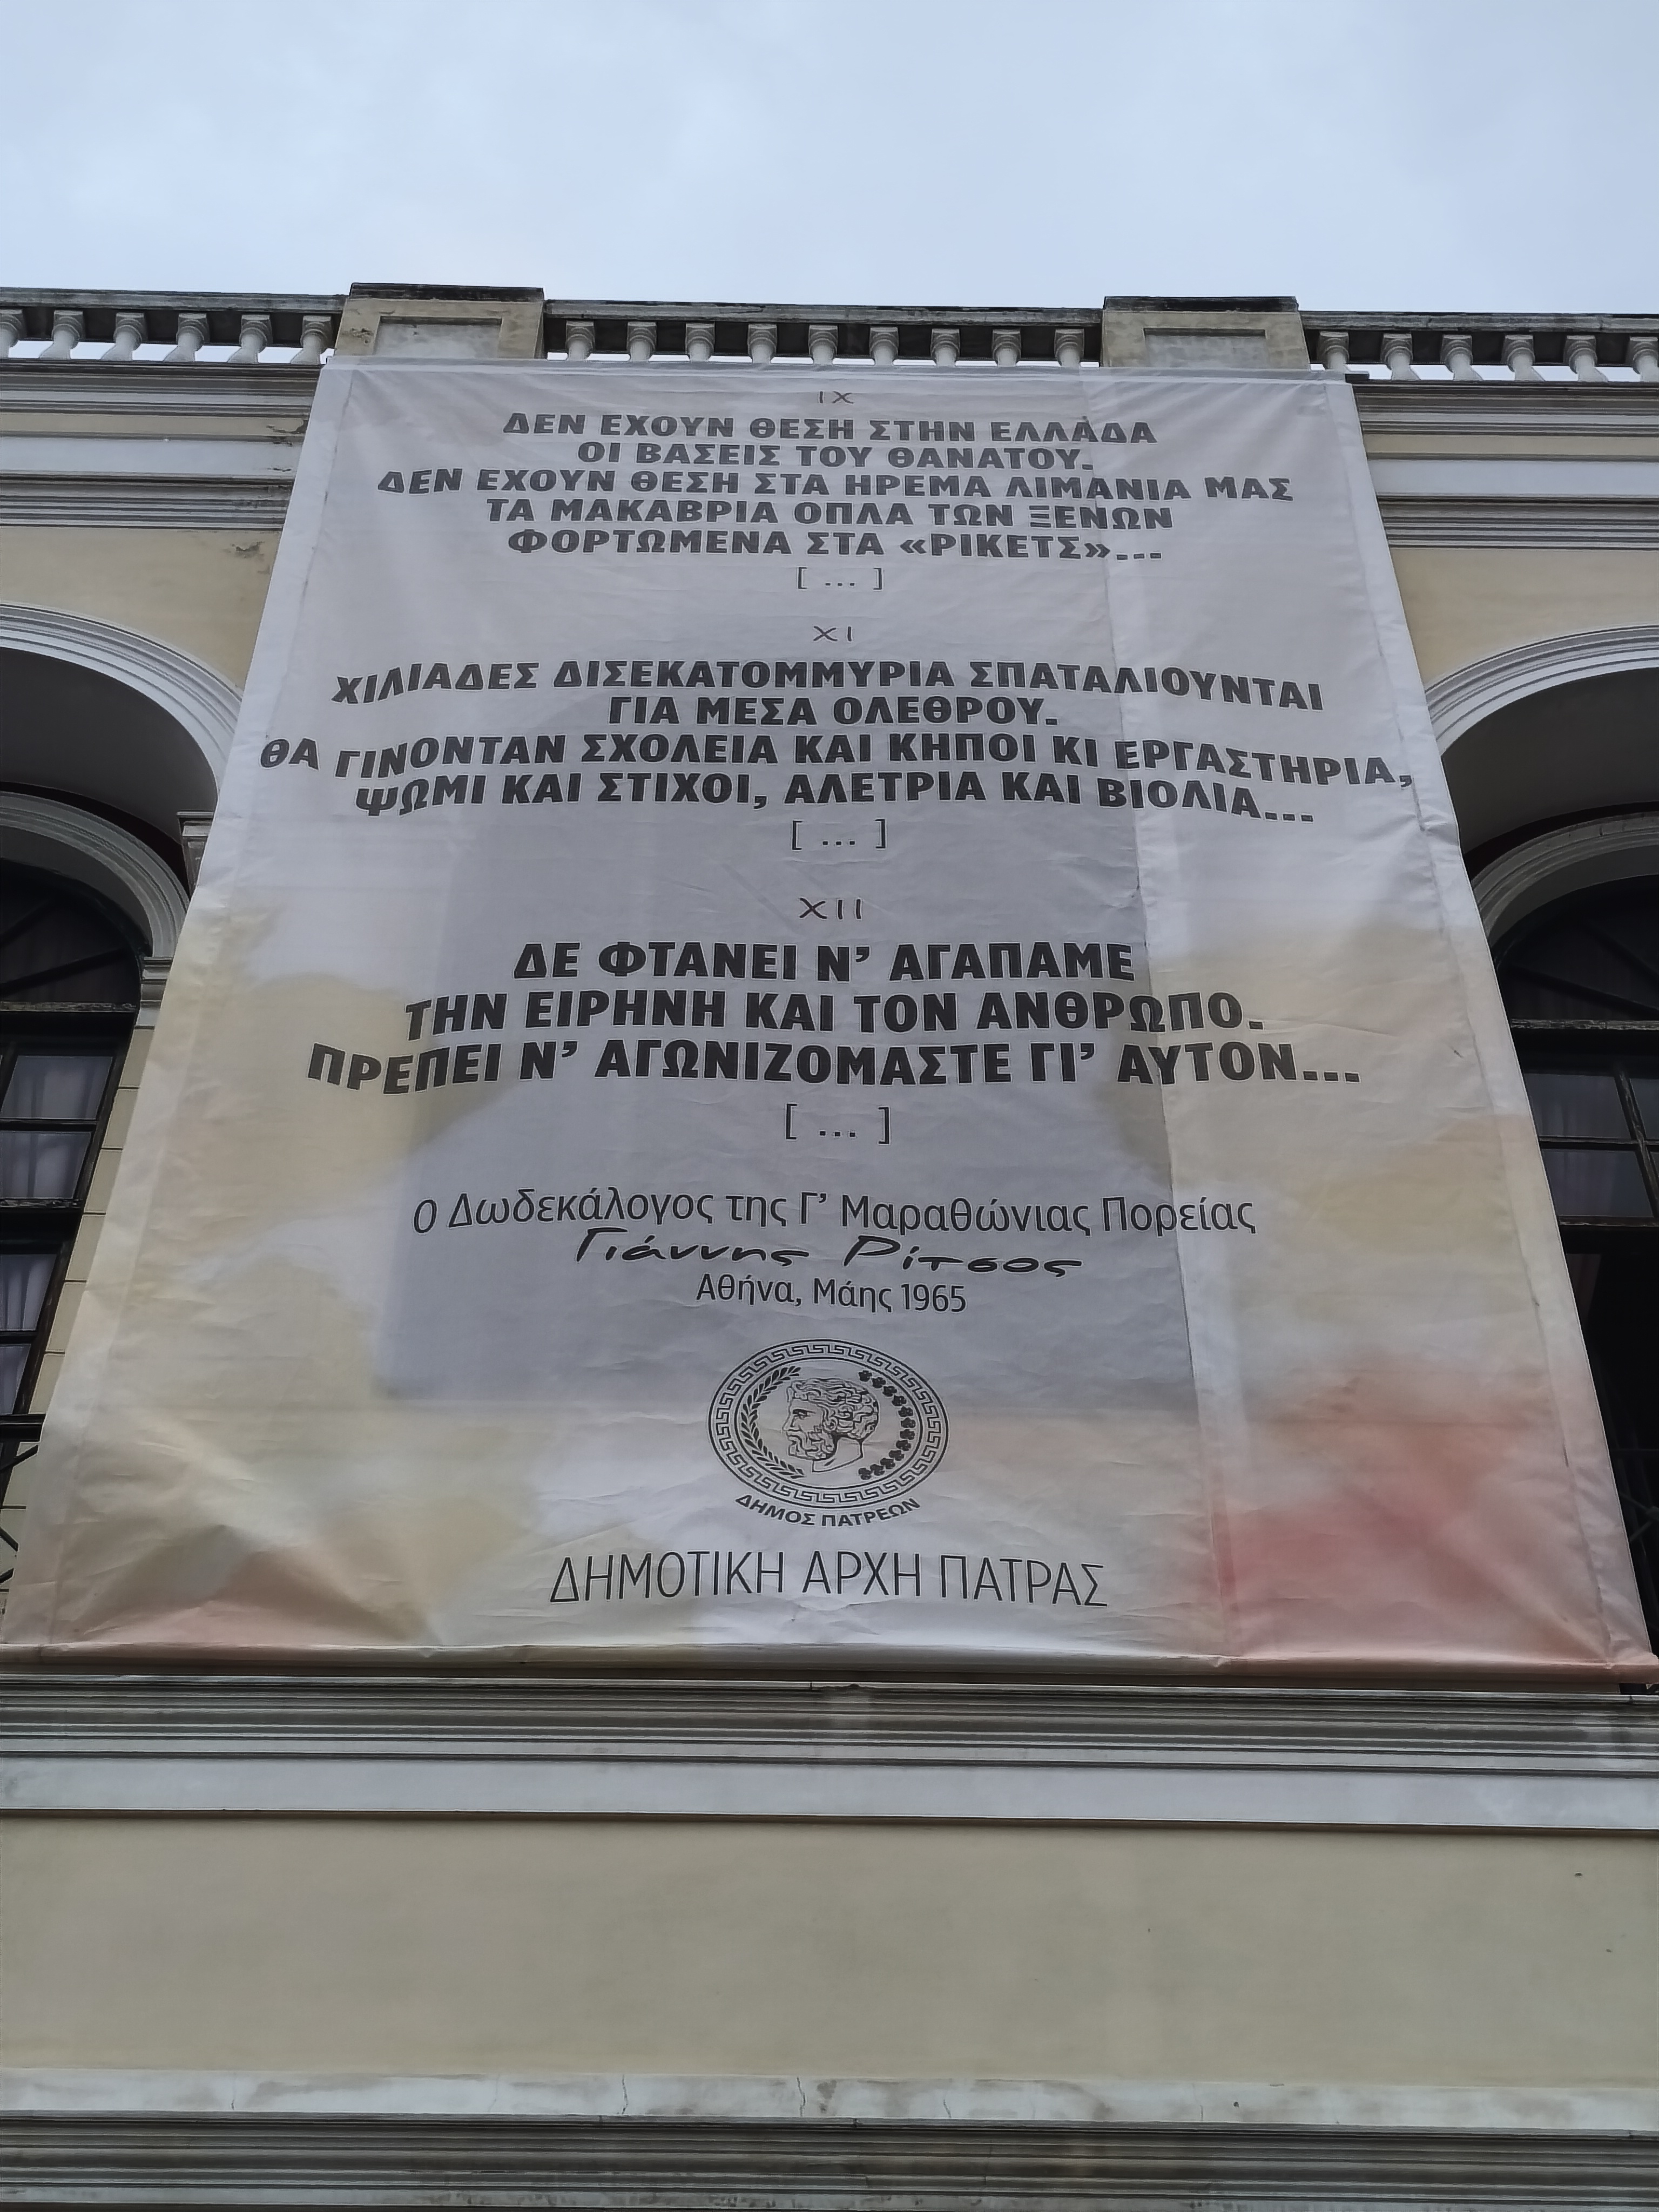 IX
ΔΕΝ ΕΧΟΥΝ ΘΕΣΗ ΣΤΗΝ ΕΛΛΑΔΑ
ΟΙ ΒΑΣΕΙΣ ΤΟΥ ΘΑΝΑΤΟΥ.
ΔΕΝ ΕΧΟΥΝ ΘΕΣΗ ΣΤΑ ΗΡΕΜΑ ΛΙΜΑΝΙΑ ΜΑΣ
ΤΑ ΜΑΚΑΒΡΙΑ ΟΠΛΑ ΤΩΝ ΞΕΝΩΝ
ΦΟΡΤΩΜΕΝΑ ΣΤΑ «ΡΙΚΕΤΣ»...
[ ... ]
XI
ΧΙΛΙΑΔΕΣ ΔΙΣΕΚΑΤΟΜΜΥΡΙΑ ΣΠΑΤΑΛΙΟΥΝΤΑΙ
ΓΙΑ ΜΕΣΑ ΟΛΕΘΡΟΥ.
ΘΑ ΓΙΝΟΝΤΑΝ ΣΧΟΛΕΙΑ ΚΑΙ ΚΗΠΟΙ ΚΙ ΕΡΓΑΣΤΗΡΙΑ,
ΨΩΜΙ ΚΑΙ ΣΤΙΧΟΙ, ΑΛΕΤΡΙΑ ΚΑΙ ΒΙΟΛΙΑ...
[ ... ]
XII
ΔΕ ΦΤΑΝΕΙ Ν’ ΑΓΑΠΑΜΕ
ΤΗΝ ΕΙΡΗΝΗ ΚΑΙ ΤΟΝ ΑΝΘΡΩΠΟ.
ΠΡΕΠΕΙ Ν’ ΑΓΩΝΙΖΟΜΑΣΤΕ ΓΙ’ ΑΥΤΟΝ...
[ ... ]
Ο Δωδεκάλογος της Γ’ Μαραθώνιας Πορείας
Γιάννης Ρίτσος
Αθήνα, Μάης 1965
ΔΗΜΟΣ ΠΑΤΡΕΩΝ
ΔΗΜΟΤΙΚΗ ΑΡΧΗ ΠΑΤΡΑΣ